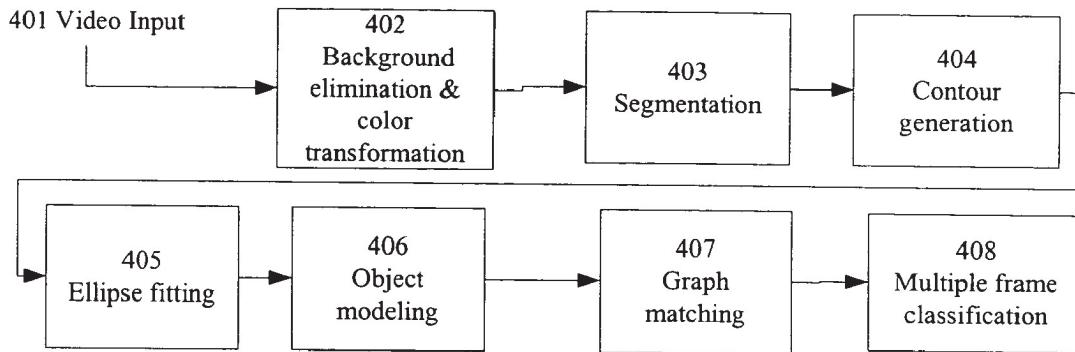 401 Video Input
402
Background
elimination &
color
transformation
403
Segmentation
404
Contour
generation
405
Ellipse fitting
406
Object
modeling
407
Graph
matching
408
Multiple frame
classification